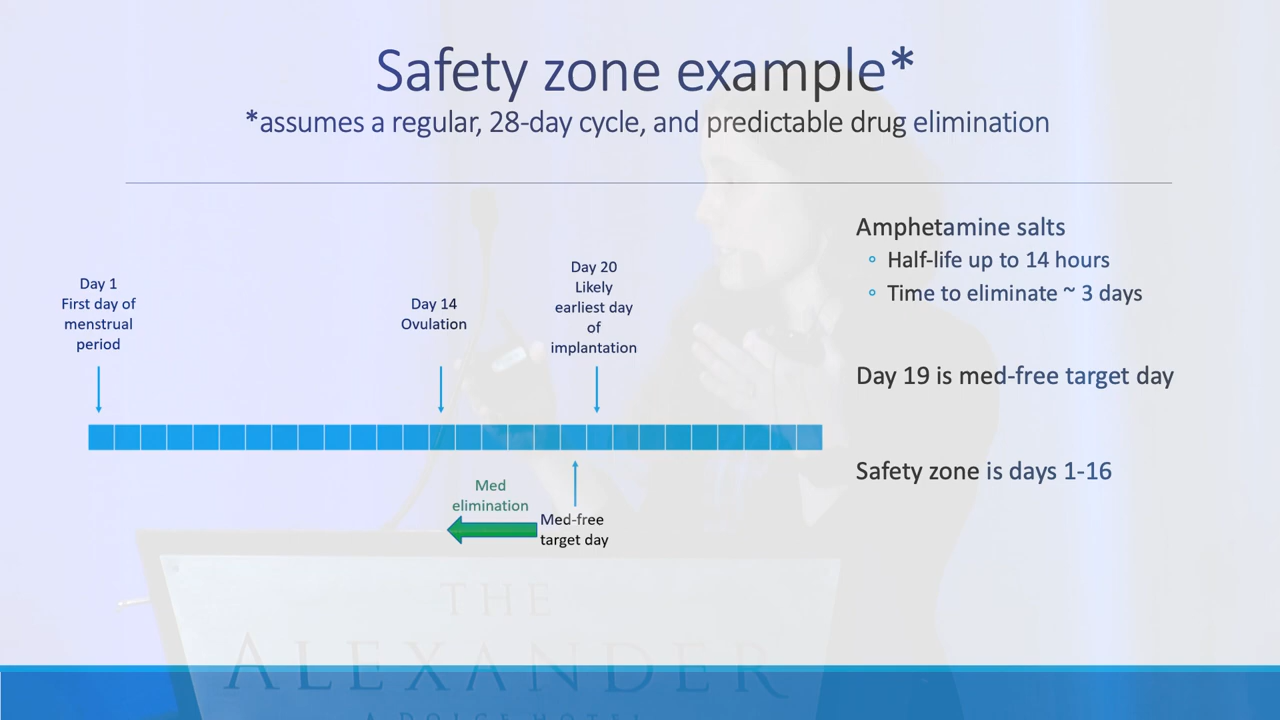 Safety zone example*
*assumes a regular, 28-day cycle, and predictable drug elimination
Day 1
First day of
menstrual
period
Day 14
Ovulation
Day 20
Likely
earliest day
of
implantation
Med
elimination
Med-free
target day
Amphetamine salts
Half-life up to 14 hours
Time to eliminate ~ 3 days
Day 19 is med-free target day
Safety zone is days 1-16
THE
ALEXANDER
A DOLCE HOTEL